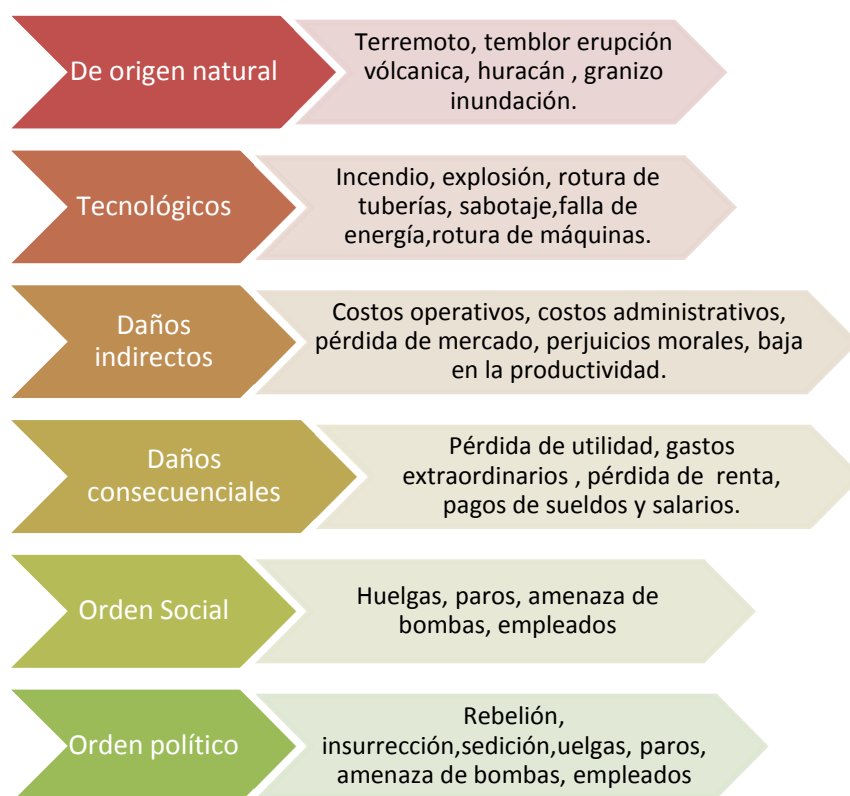 De origen natural
Terremoto, temblor erupción
vólcanica, huracán , granizo
inundación.
Tecnológicos
Incendio, explosión, rotura de
tuberías, sabotaje,falla de
energía,rotura de máquinas.
Daños
indirectos
Costos operativos, costos administrativos,
pérdida de mercado, perjuicios morales, baja
en la productividad.
Daños
consecuenciales
Pérdida de utilidad, gastos
extraordinarios , pérdida de  renta,
pagos de sueldos y salarios.
Orden Social
Huelgas, paros, amenaza de
bombas, empleados
Orden político
Rebelión,
insurrección,sedición,uelgas, paros,
amenaza de bombas, empleados